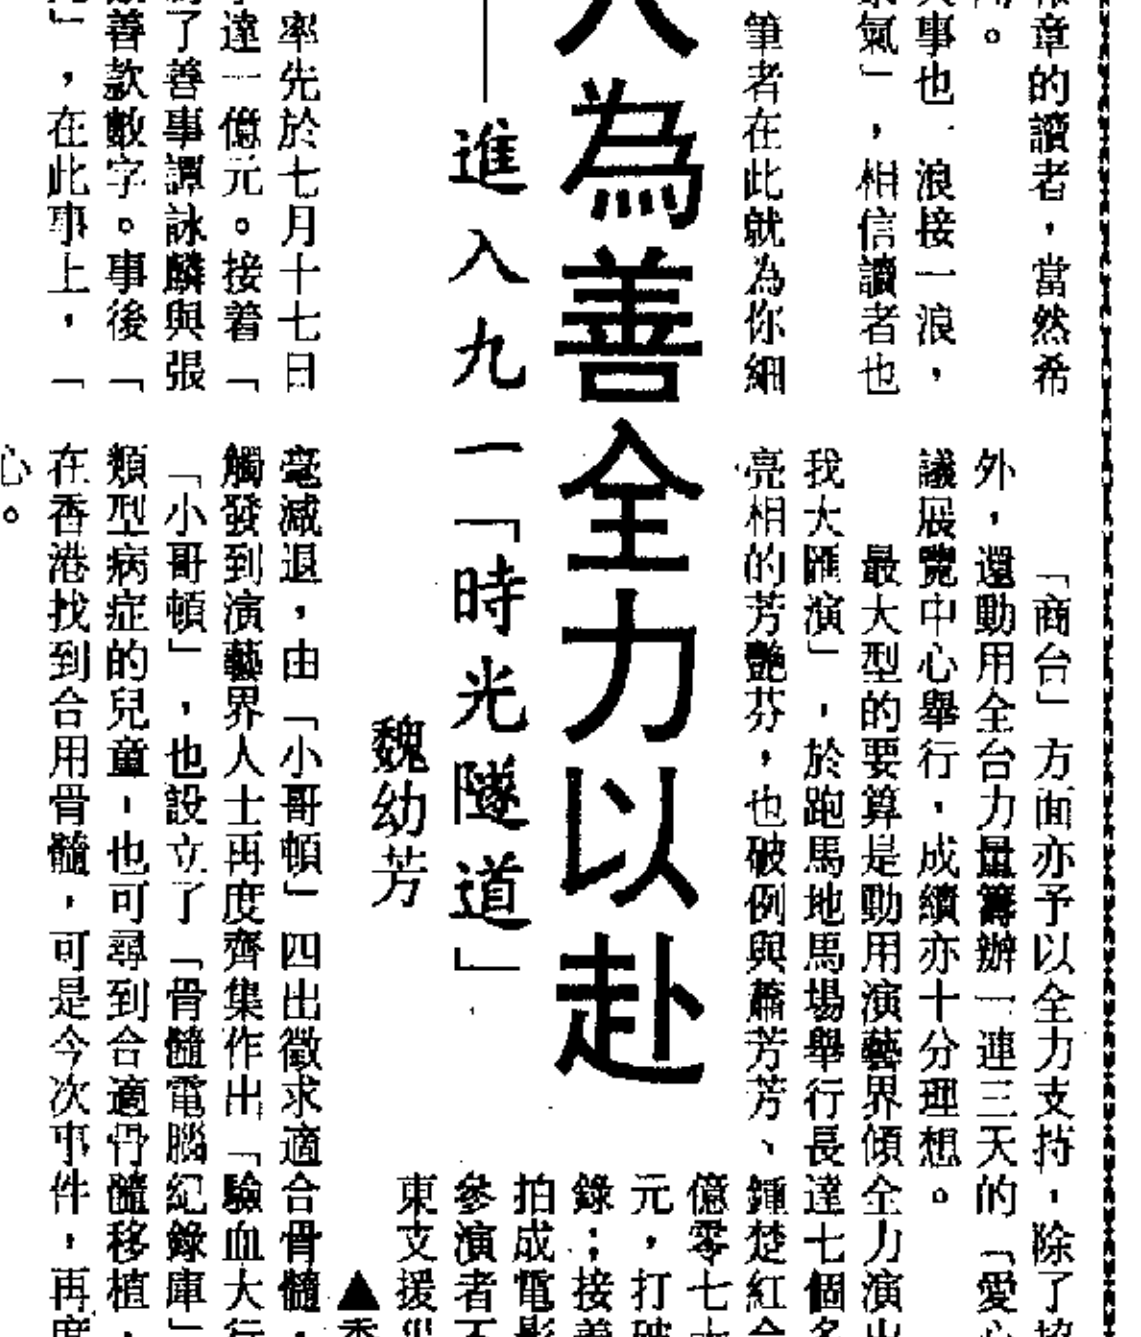 章的讀者，當然希
。
事也一浪接一浪，
氣」，相信讀者也
筆者在此就為你細
人為善全力以赴
——進入九一「時光隧道」
魏幼芳
率先於七月十七日
達一億元。接着「
了善事譚詠麟與張
善款數字。事後「
」，在此事上，「
「商台」方面亦予以全力支持，除了
外，還動用全台力量籌辦一連三天的「愛心
議展覽中心舉行，成績亦十分理想。
最大型的要算是動用演藝界傾全力演出
我大匯演」，於跑馬地馬場舉行長達七個多
亮相的芳艷芬，也破例與蕭芳芳、鍾楚紅合
億零七
元，打破
錄；接着
拍成電影
參演者不
東支援災
▲香
毫減退，由「小哥頓」四出徵求適合骨髓，
觸發到演藝界人士再度齊集作出「驗血大行
「小哥頓」，也設立了「骨髓電腦紀錄庫」
類型病症的兒童，也可尋到合適骨髓移植，
在香港找到合用骨髓，可是今次事件，再度
心。